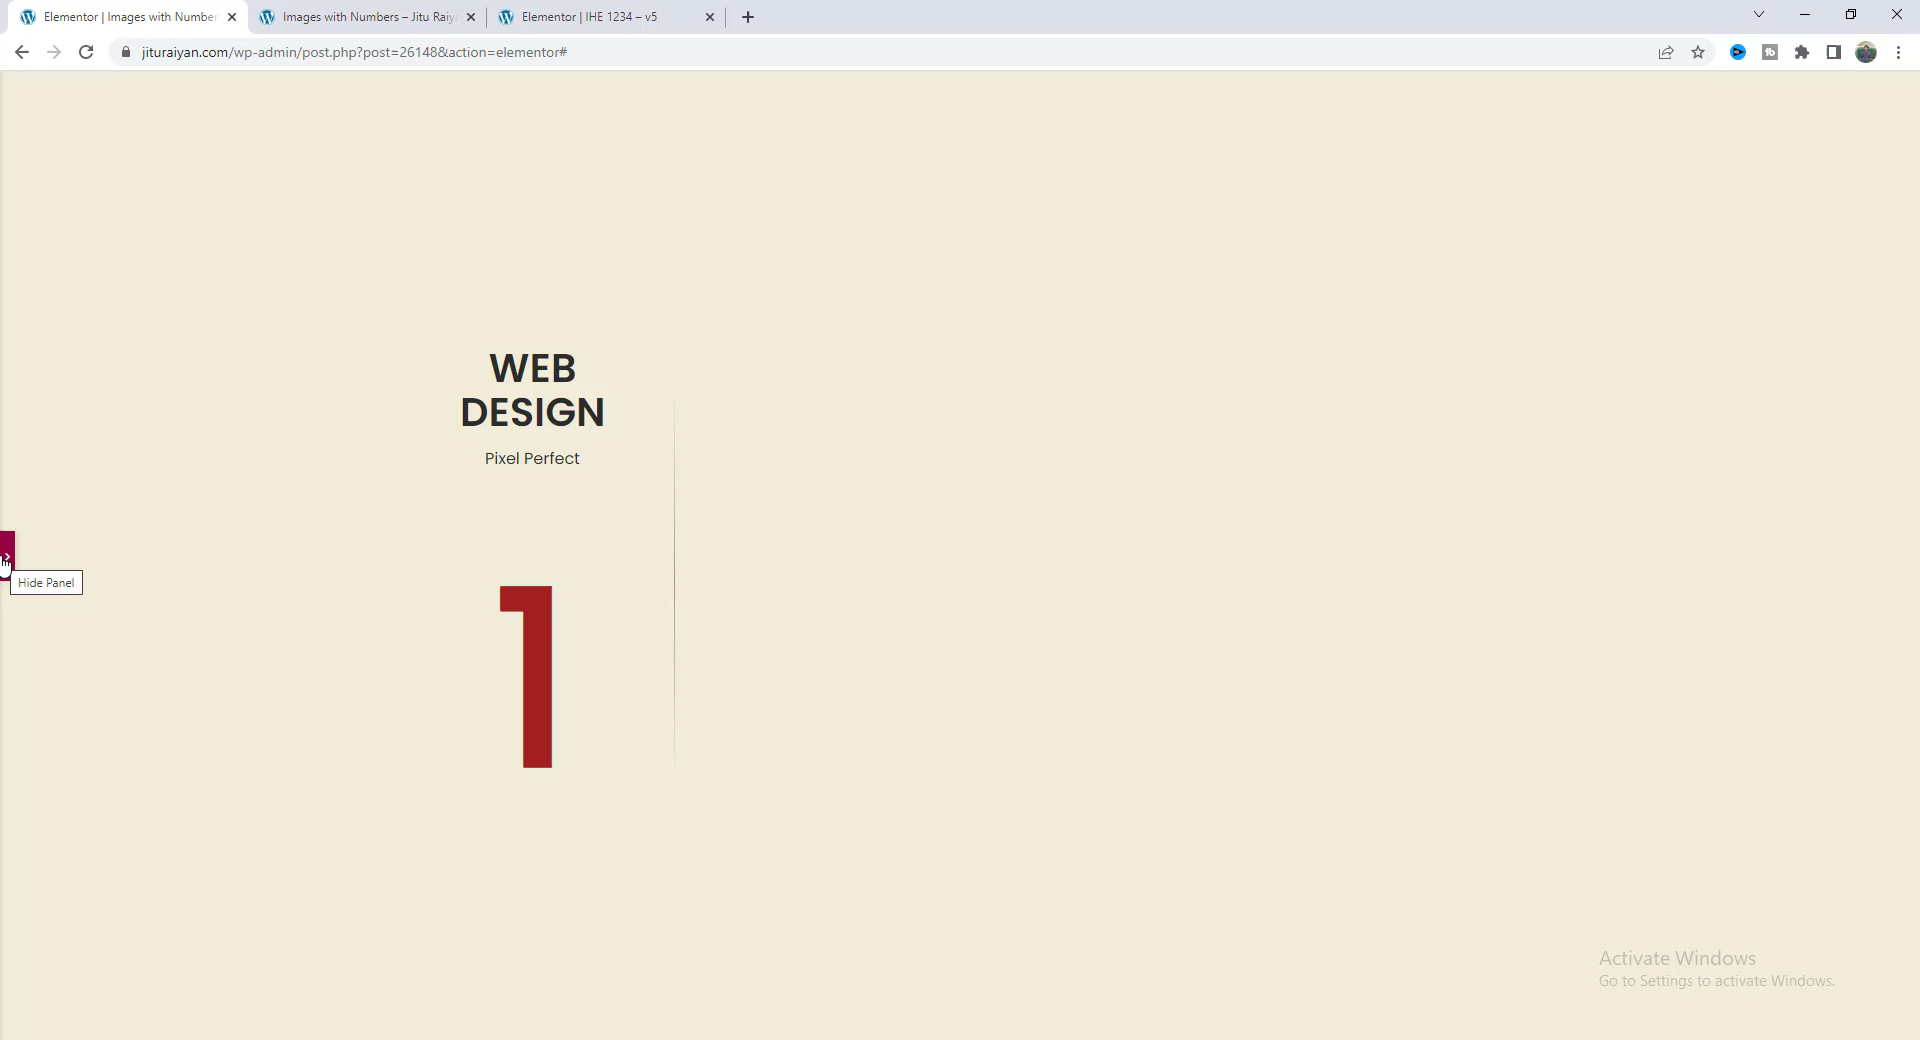 Elementor | Images with Number
Images with Numbers – Jitu Raiy
Elementor | IHE 1234 – v5
jituraiyan.com/wp-admin/post.php?post=26148&action=elementor#
WEB
DESIGN
Pixel Perfect
Hide Panel
1
Activate Windows
Go to Settings to activate Windows.